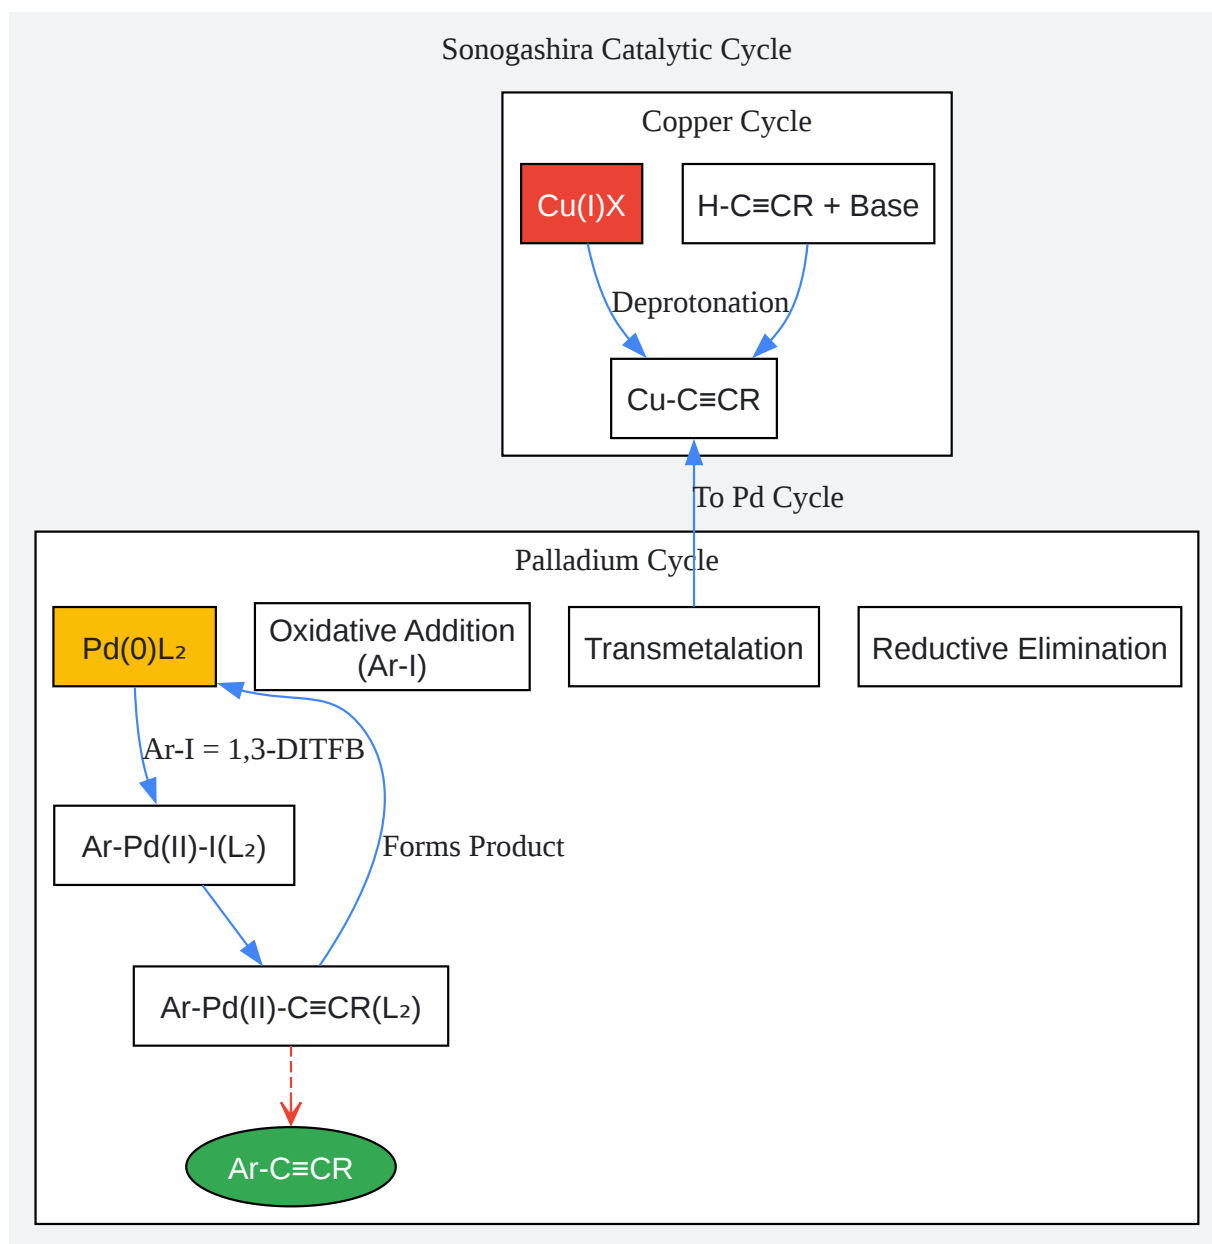 Sonogashira Catalytic Cycle
Copper Cycle
Cu(I)X
H-C≡CR + Base
Deprotonation
Cu-C≡CR
To Pd Cycle
Palladium Cycle
Pd(0)L₂
Oxidative Addition
(Ar-I)
Transmetalation
Reductive Elimination
Ar-I = 1,3-DITFB
Ar-Pd(II)-I(L₂)
Forms Product
Ar-Pd(II)-C≡CR(L₂)
Ar-C≡CR